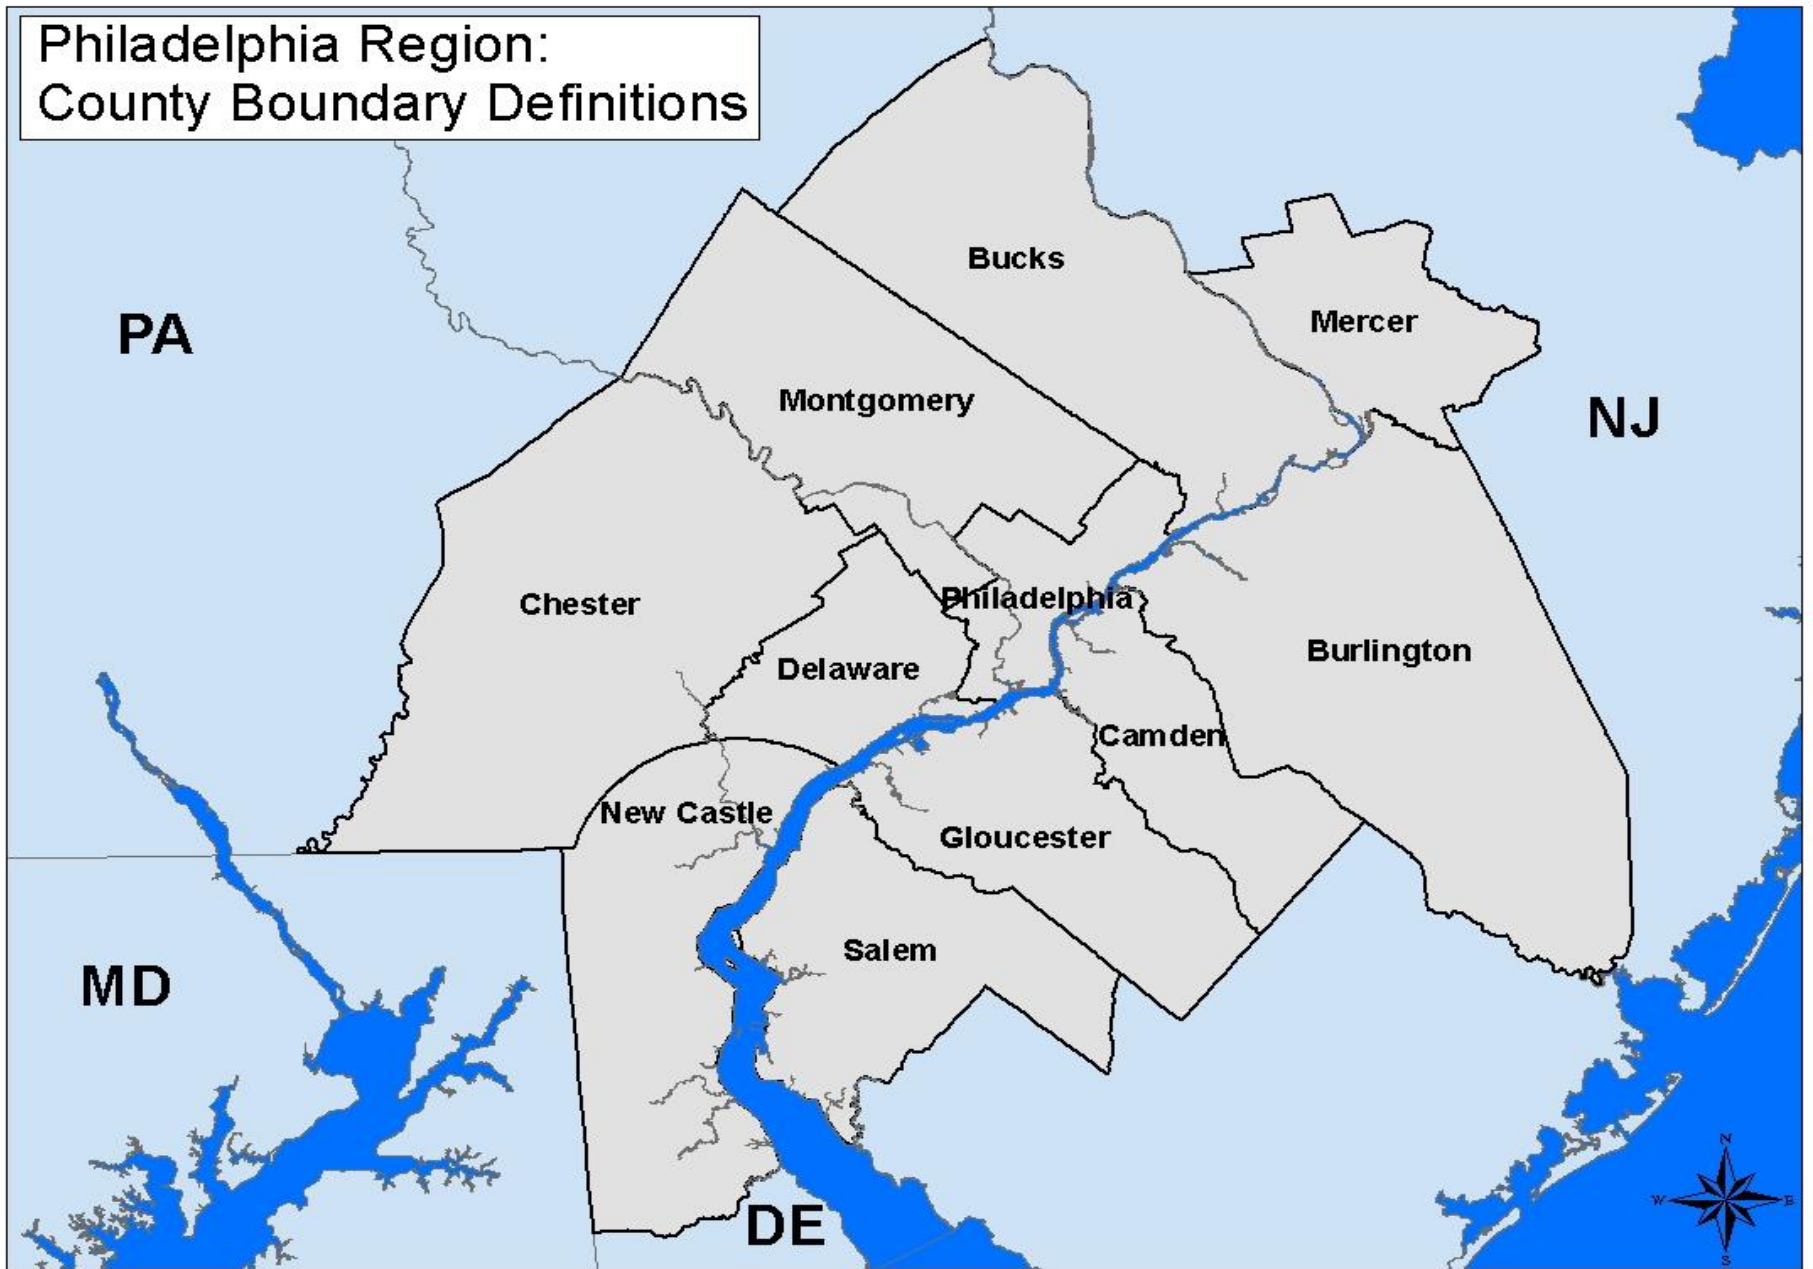 Philadelphia Region:
County Boundary Definitions
Bucks
Mercer
PA
Montgomery
NJ
Chester
Philadelphia
Burlington
Delaware
Camden
New Castle
Gloucester
Salem
MD
DE
N
W
E
S